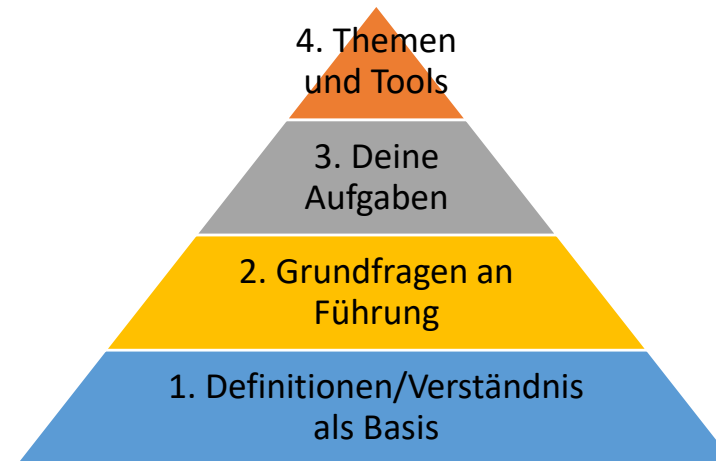 4. Themen
und Tools
3. Deine
Aufgaben
2. Grundfragen an
Führung
1. Definitionen/Verständnis
als Basis